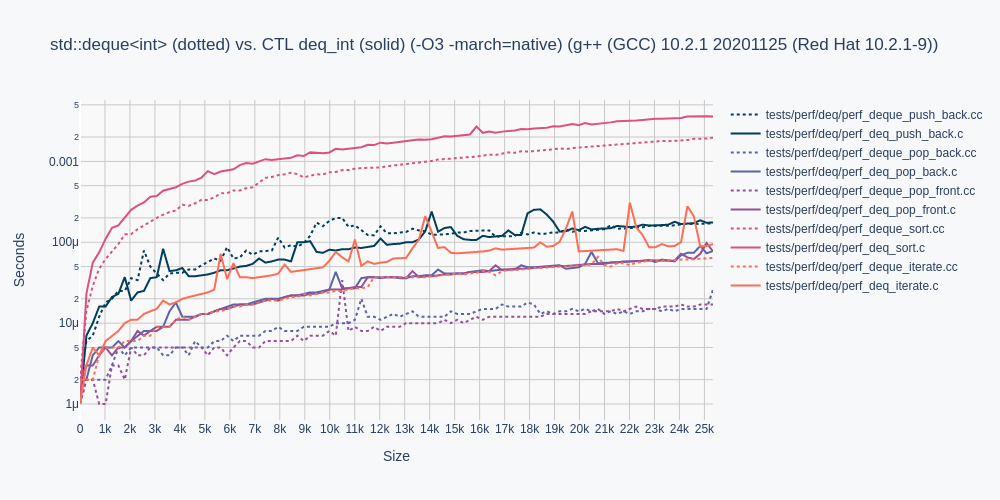 std::deque<int> (dotted) vs. CTL deq_int (solid) (-O3 -march=native) (g++ (GCC) 10.2.1 20201125 (Red Hat 10.2.1-9))
5
2
0.001
5
2
100μ
5
2
10μ
5
2
1μ
Seconds
0 1k 2k 3k 4k 5k 6k 7k 8k 9k 10k 11k 12k 13k 14k 15k 16k 17k 18k 19k 20k 21k 22k 23k 24k 25k
Size
tests/perf/deq/perf_deque_push_back.cc
tests/perf/deq/perf_deq_push_back.c
tests/perf/deq/perf_deque_pop_back.cc
tests/perf/deq/perf_deq_pop_back.c
tests/perf/deq/perf_deque_pop_front.cc
tests/perf/deq/perf_deq_pop_front.c
tests/perf/deq/perf_deque_sort.cc
tests/perf/deq/perf_deq_sort.c
tests/perf/deq/perf_deque_iterate.cc
tests/perf/deq/perf_deq_iterate.c